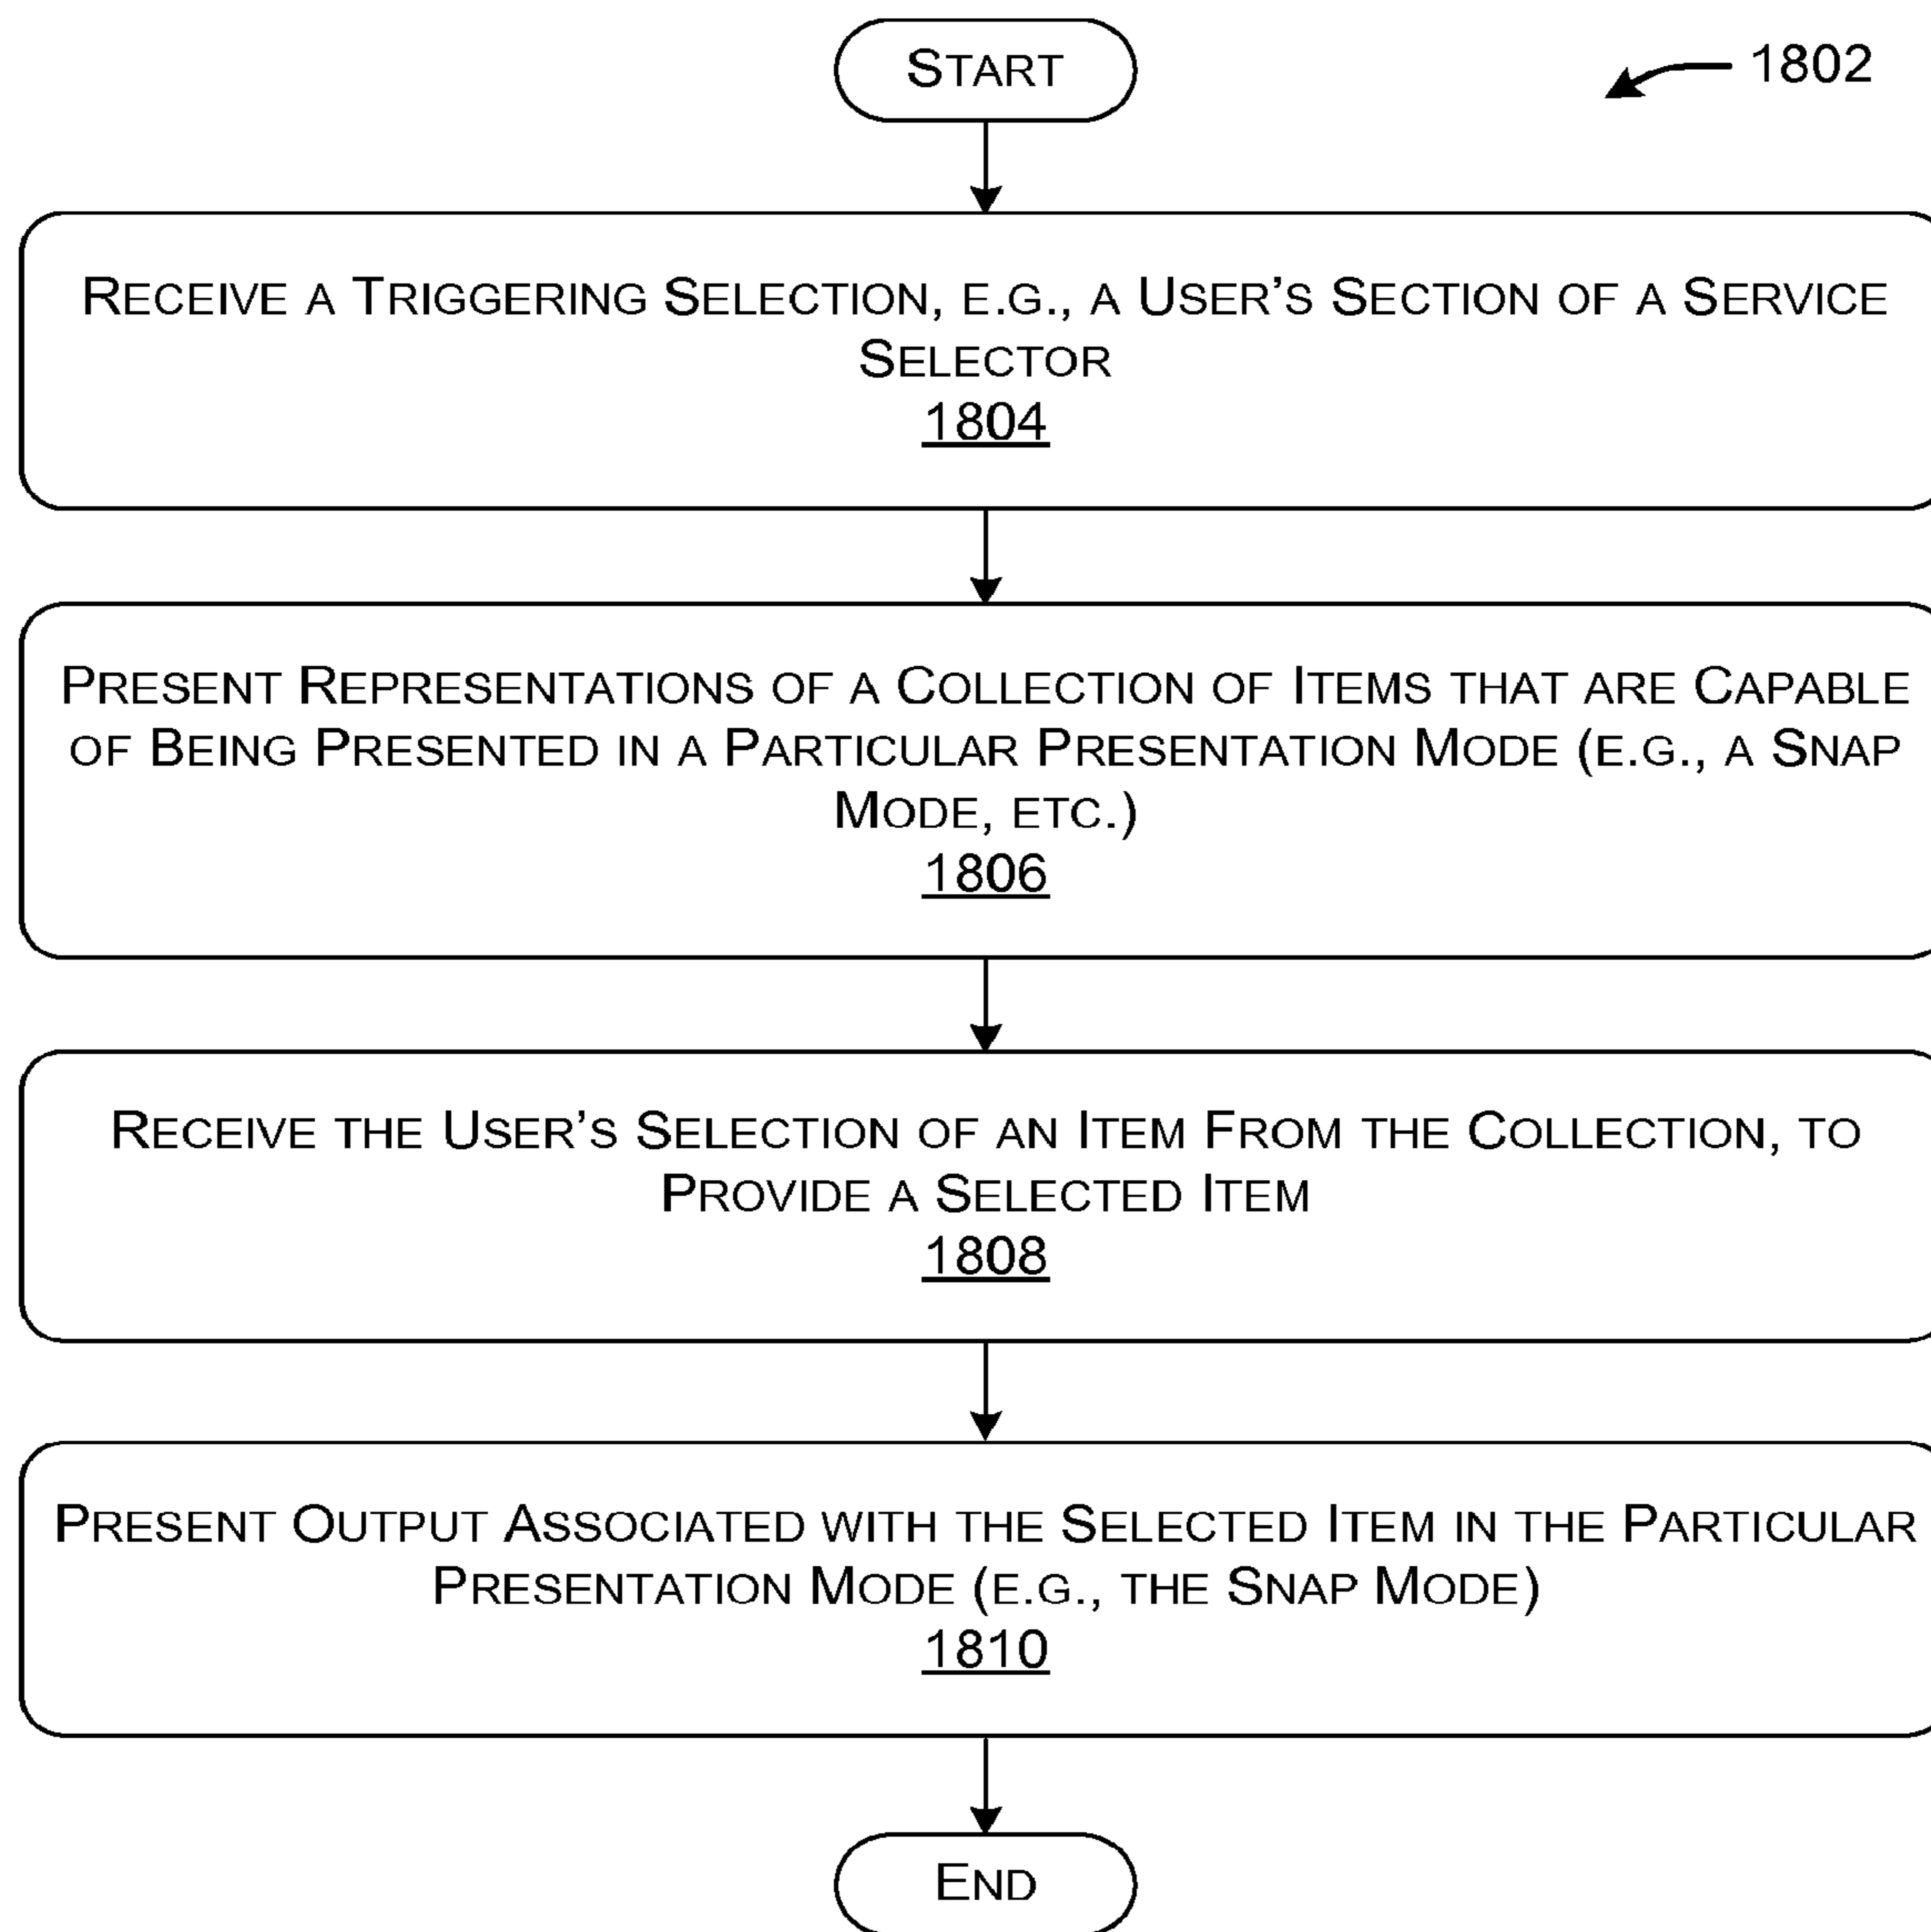 START
1802
RECEIVE A TRIGGERING SELECTION, E.G., A USER'S SECTION OF A SERVICE
SELECTOR
1804
PRESENT REPRESENTATIONS OF A COLLECTION OF ITEMS THAT ARE CAPABLE
OF BEING PRESENTED IN A PARTICULAR PRESENTATION MODE (E.G., A SNAP
MODE, ETC.)
1806
RECEIVE THE USER'S SELECTION OF AN ITEM FROM THE COLLECTION, TO
PROVIDE A SELECTED ITEM
1808
PRESENT OUTPUT ASSOCIATED WITH THE SELECTED ITEM IN THE PARTICULAR
PRESENTATION MODE (E.G., THE SNAP MODE)
1810
END